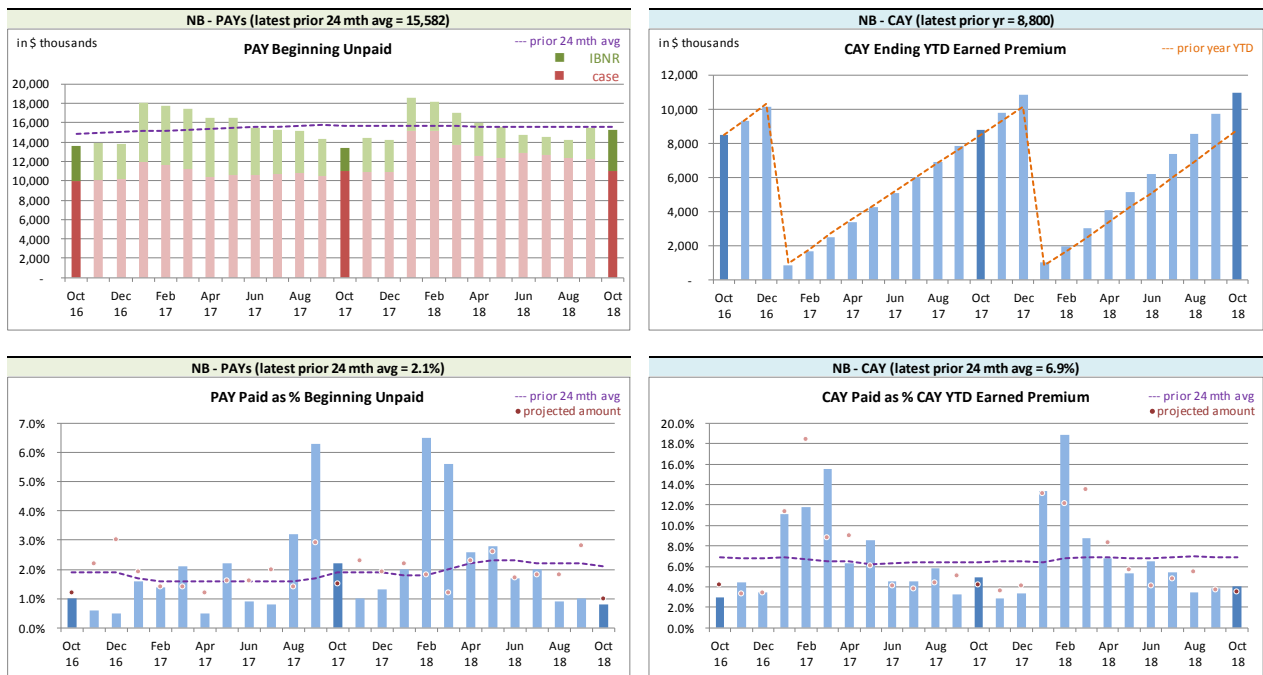 NB - PAYs (latest prior 24 mth avg = 15,582)
in $ thousands
PAY Beginning Unpaid
--- prior 24 mth avg
IBNR
case
20,000
18,000
16,000
14,000
12,000
10,000
8,000
6,000
4,000
2,000
-
Oct Dec Feb Apr Jun Aug Oct Dec Feb Apr Jun Aug Oct
16 16 17 17 17 17 17 17 18 18 18 18 18
NB - CAY (latest prior yr = 8,800)
in $ thousands
CAY Ending YTD Earned Premium
--- prior year YTD
12,000
10,000
8,000
6,000
4,000
2,000
-
Oct Dec Feb Apr Jun Aug Oct Dec Feb Apr Jun Aug Oct
16 16 17 17 17 17 17 17 18 18 18 18 18
NB - PAYs (latest prior 24 mth avg = 2.1%)
PAY Paid as % Beginning Unpaid
--- prior 24 mth avg
projected amount
7.0%
6.0%
5.0%
4.0%
3.0%
2.0%
1.0%
0.0%
Oct Dec Feb Apr Jun Aug Oct Dec Feb Apr Jun Aug Oct
16 16 17 17 17 17 17 17 18 18 18 18 18
NB - CAY (latest prior 24 mth avg = 6.9%)
CAY Paid as % CAY YTD Earned Premium
--- prior 24 mth avg
projected amount
20.0%
18.0%
16.0%
14.0%
12.0%
10.0%
8.0%
6.0%
4.0%
2.0%
0.0%
Oct Dec Feb Apr Jun Aug Oct Dec Feb Apr Jun Aug Oct
16 16 17 17 17 17 17 17 18 18 18 18 18